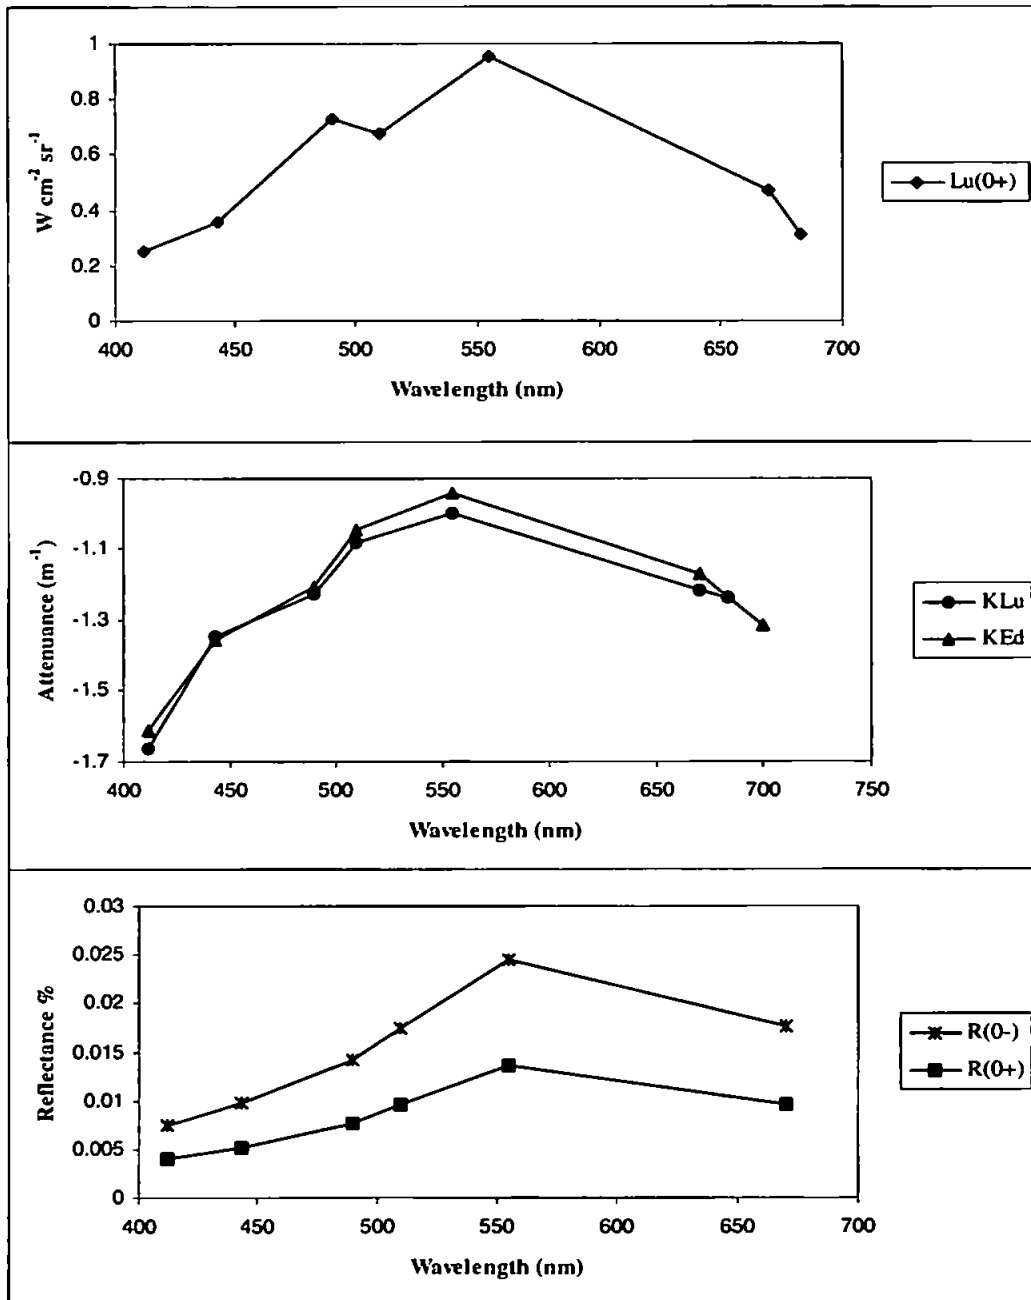 1
0.8
0.6
0.4
0.2
0
W cm-2 sr-1
400 450 500 550 600 650 700
Wavelength (nm)
Lu(0+)
-0.9
-1.1
-1.3
-1.5
-1.7
Attenuance (m-1)
400 450 500 550 600 650 700 750
Wavelength (nm)
KLu
KEd
0.03
0.025
0.02
0.015
0.01
0.005
0
Reflectance %
400 450 500 550 600 650 700
Wavelength (nm)
R(0-)
R(0+)